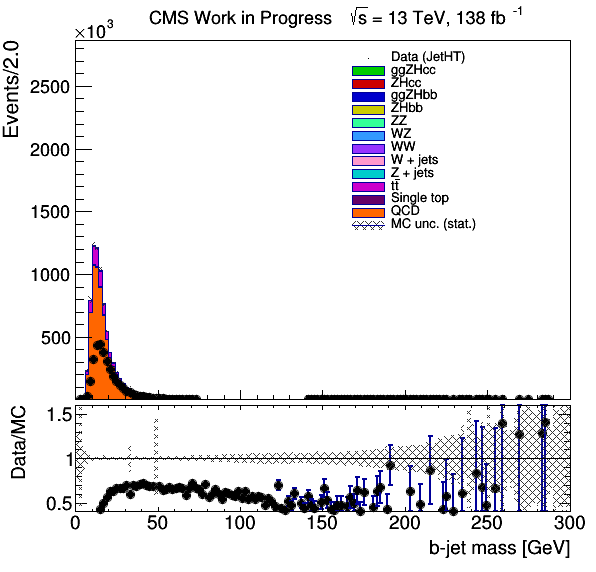 CMS Work in Progress √s = 13 TeV, 138 fb -1
×10^3
Events/2.0
2500
2000
1500
1000
500
Data (JetHT)
ggZHcc
ZHcc
ggZHbb
ZHbb
ZZ
WZ
WW
W + jets
Z + jets
tt̄
Single top
QCD
MC unc. (stat.)
Data/MC
1.5
1
0.5
0 50 100 150 200 250 300
b-jet mass [GeV]